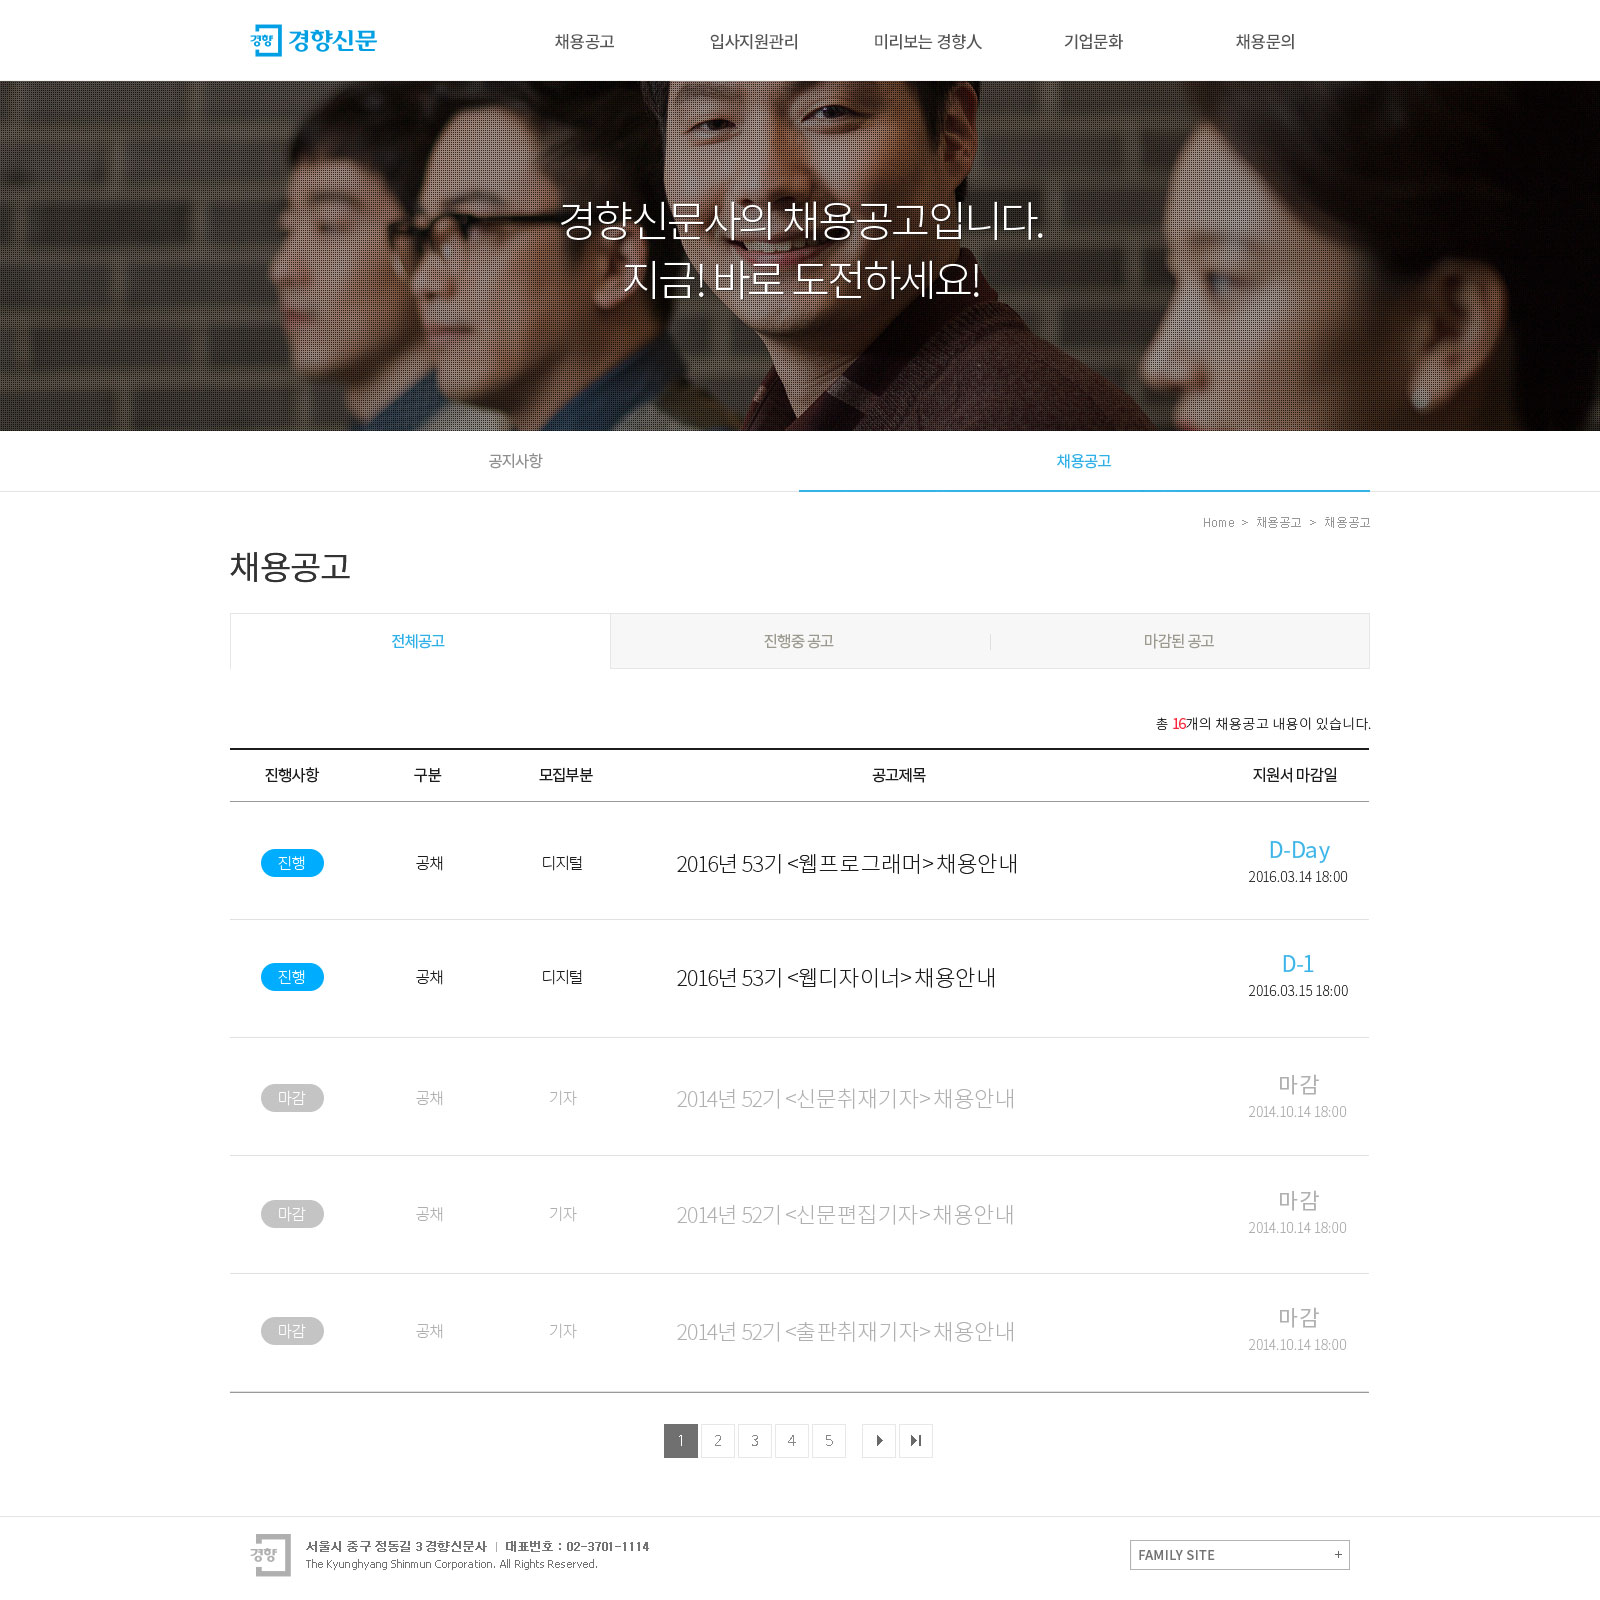 경향 경향신문
채용공고 입사지원관리 미리보는 경향人 기업문화 채용문의
경향신문사의 채용공고입니다.
지금! 바로 도전하세요!
공지사항 채용공고
Home > 채용공고 > 채용공고
채용공고
전체공고 진행중 공고 마감된 공고
총 16개의 채용공고 내용이 있습니다.
진행사항 구분 모집부분 공고제목 지원서 마감일
진행 공채 디지털 2016년 53기 <웹프로그래머> 채용안내 D-Day
2016.03.14 18:00
진행 공채 디지털 2016년 53기 <웹디자이너> 채용안내 D-1
2016.03.15 18:00
마감 공채 기자 2014년 52기 <신문취재기자> 채용안내 마감
2014.10.14 18:00
마감 공채 기자 2014년 52기 <신문편집기자> 채용안내 마감
2014.10.14 18:00
마감 공채 기자 2014년 52기 <출판취재기자> 채용안내 마감
2014.10.14 18:00
1 2 3 4 5
경향 서울시 중구 정동길 3 경향신문사 | 대표번호 : 02-3701-1114
The Kyunghyang Shinmun Corporation. All Rights Reserved.
FAMILY SITE +